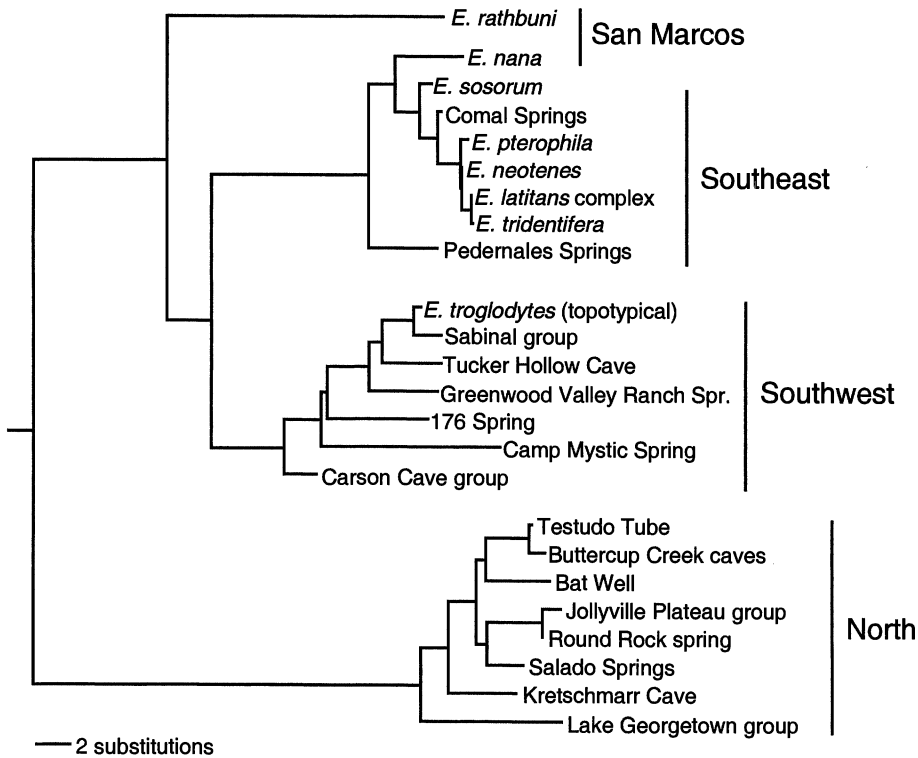 E. rathbuni
San Marcos
E. nana
E. sosorum
Comal Springs
E. pterophila
E. neotenes
Southeast
E. latitans complex
E. tridentifera
Pedernales Springs
E. troglodytes (topotypical)
Sabinal group
Tucker Hollow Cave
Greenwood Valley Ranch Spr.
Southwest
176 Spring
Camp Mystic Spring
Carson Cave group
Testudo Tube
Buttercup Creek caves
Bat Well
Jollyville Plateau group
North
Round Rock spring
Salado Springs
Kretschmarr Cave
Lake Georgetown group
2 substitutions